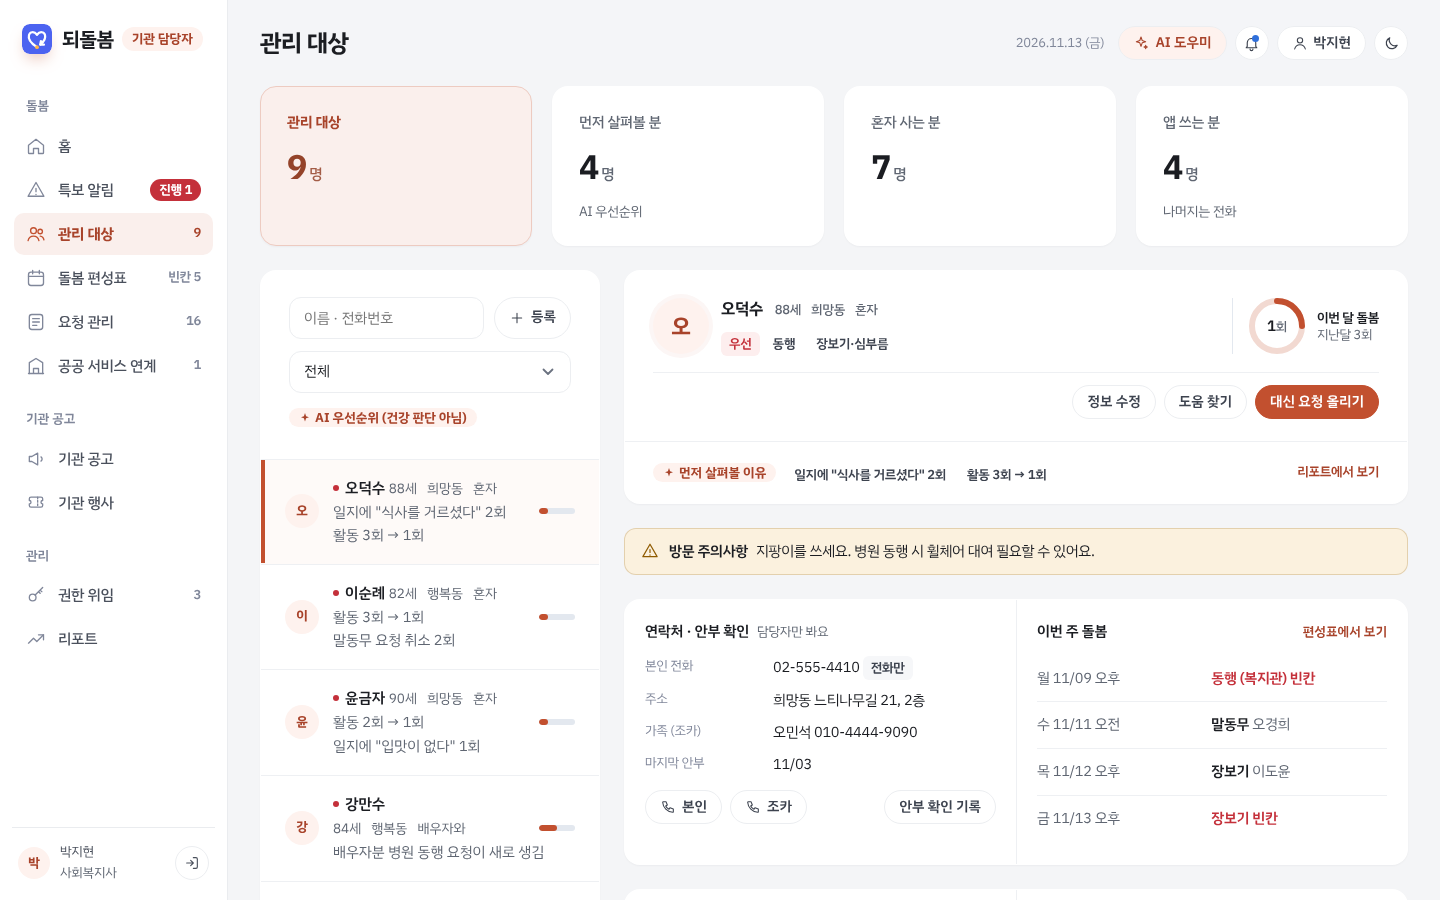 되돌봄 기관 담당자
돌봄
홈
특보 알림 진행 1
관리 대상 9
돌봄 편성표 빈칸 5
요청 관리 16
공공 서비스 연계 1
기관 공고
기관 공고
기관 행사
관리
권한 위임 3
리포트
박 박지현
사회복지사
관리 대상
2026.11.13 (금) AI 도우미 박지현
관리 대상
9명
먼저 살펴볼 분
4명
AI 우선순위
혼자 사는 분
7명
앱 쓰는 분
4명
나머지는 전화
이름 · 전화번호 + 등록
전체
AI 우선순위 (건강 판단 아님)
오 오덕수 88세 희망동 혼자
일지에 "식사를 거르셨다" 2회
활동 3회 → 1회
이 이순례 82세 행복동 혼자
활동 3회 → 1회
말동무 요청 취소 2회
윤 윤금자 90세 희망동 혼자
활동 2회 → 1회
일지에 "입맛이 없다" 1회
강 강만수
84세 행복동 배우자와
배우자분 병원 동행 요청이 새로 생김
오 오덕수 88세 희망동 혼자
우선 동행 장보기·심부름
1회 이번 달 돌봄
지난달 3회
정보 수정 도움 찾기 대신 요청 올리기
먼저 살펴볼 이유 일지에 "식사를 거르셨다" 2회 활동 3회 → 1회 리포트에서 보기
방문 주의사항 지팡이를 쓰세요. 병원 동행 시 휠체어 대여 필요할 수 있어요.
연락처 · 안부 확인 담당자만 봐요
본인 전화 02-555-4410 전화만
주소 희망동 느티나무길 21, 2층
가족 (조카) 오민석 010-4444-9090
마지막 안부 11/03
본인 조카 안부 확인 기록
이번 주 돌봄 편성표에서 보기
월 11/09 오후 동행 (복지관) 빈칸
수 11/11 오전 말동무 오경희
목 11/12 오후 장보기 이도윤
금 11/13 오후 장보기 빈칸